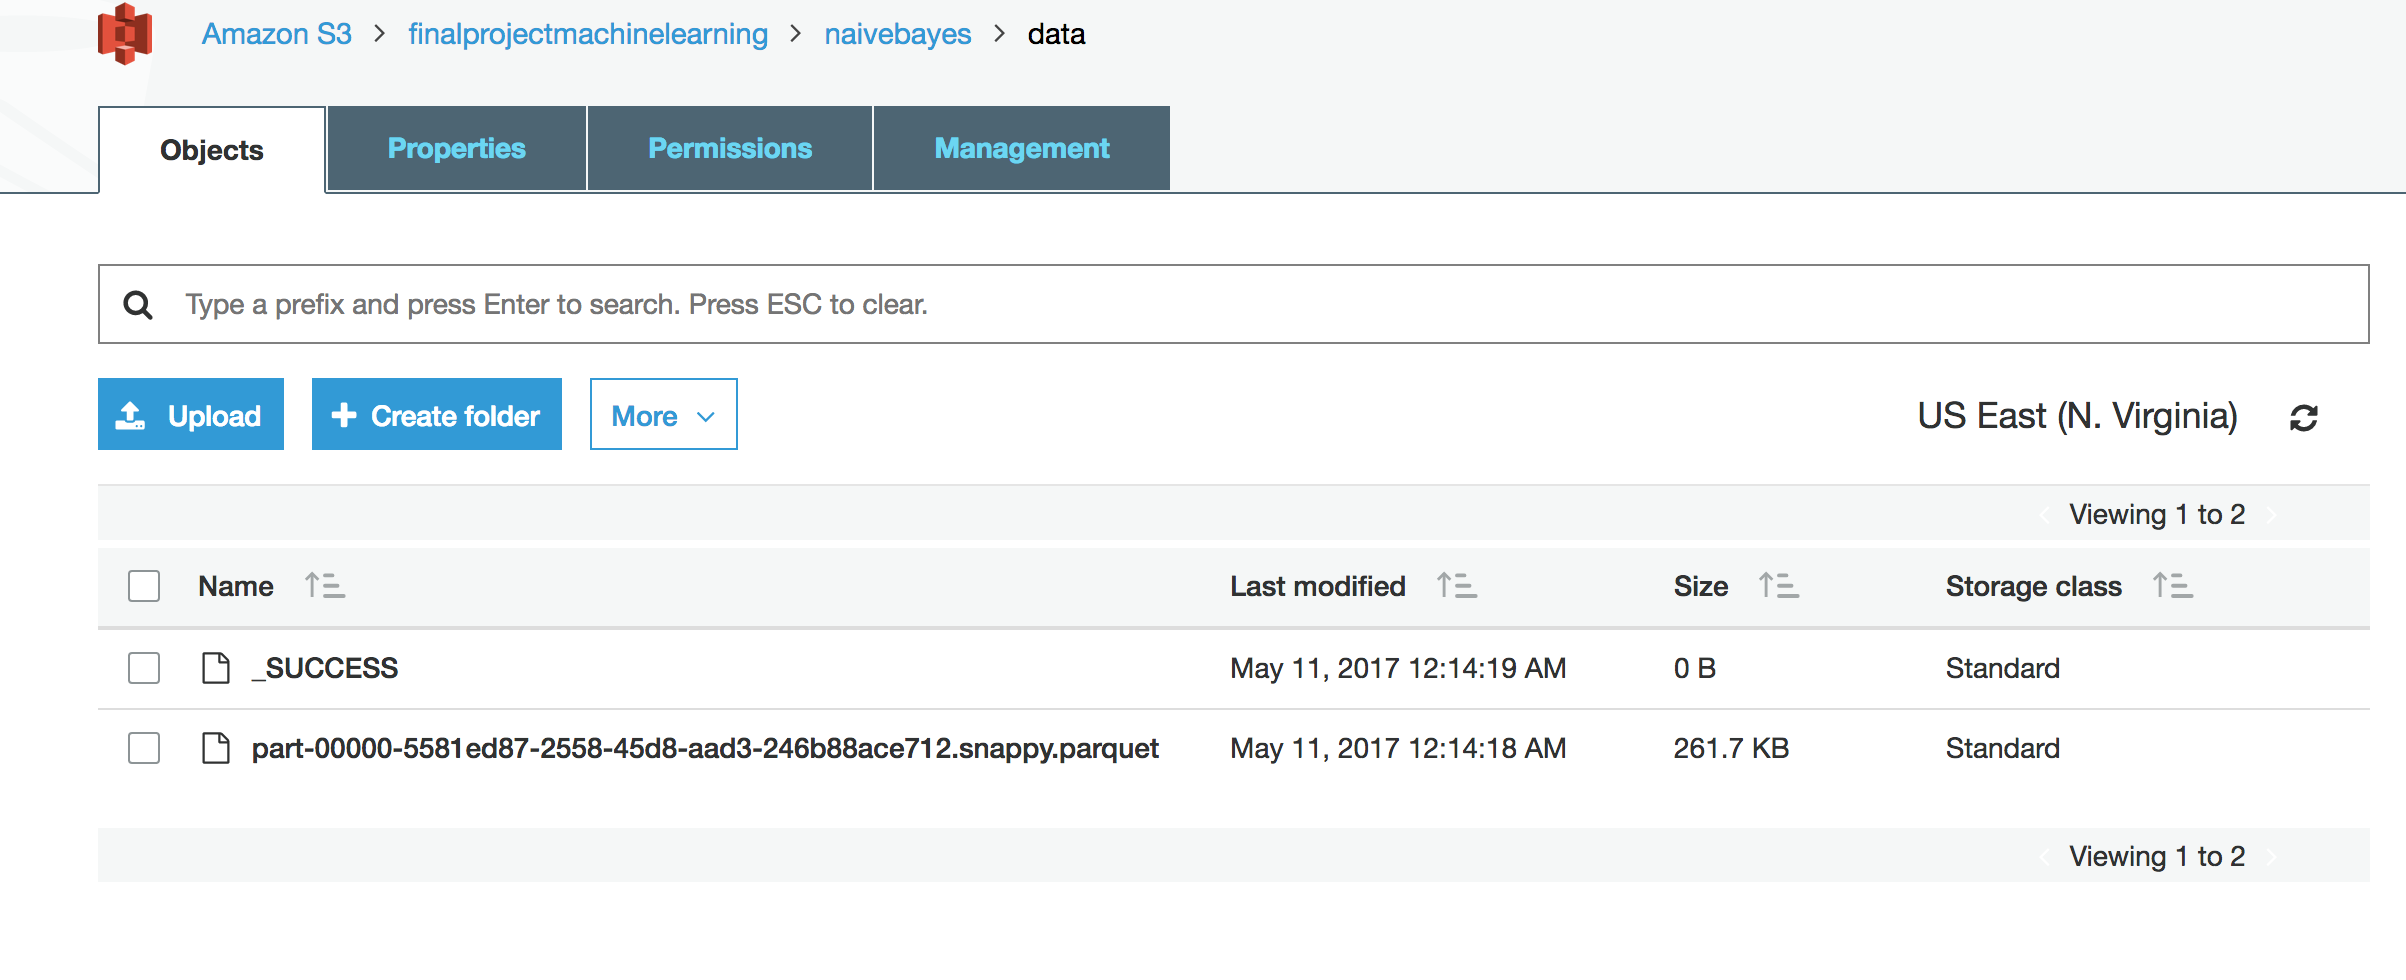 Amazon S3 > finalprojectmachinelearning > naivebayes > data
Objects Properties Permissions Management
Type a prefix and press Enter to search. Press ESC to clear.
Upload Create folder More US East (N. Virginia)
Viewing 1 to 2
Name Last modified Size Storage class
_SUCCESS May 11, 2017 12:14:19 AM 0 B Standard
part-00000-5581ed87-2558-45d8-aad3-246b88ace712.snappy.parquet May 11, 2017 12:14:18 AM 261.7 KB Standard
Viewing 1 to 2